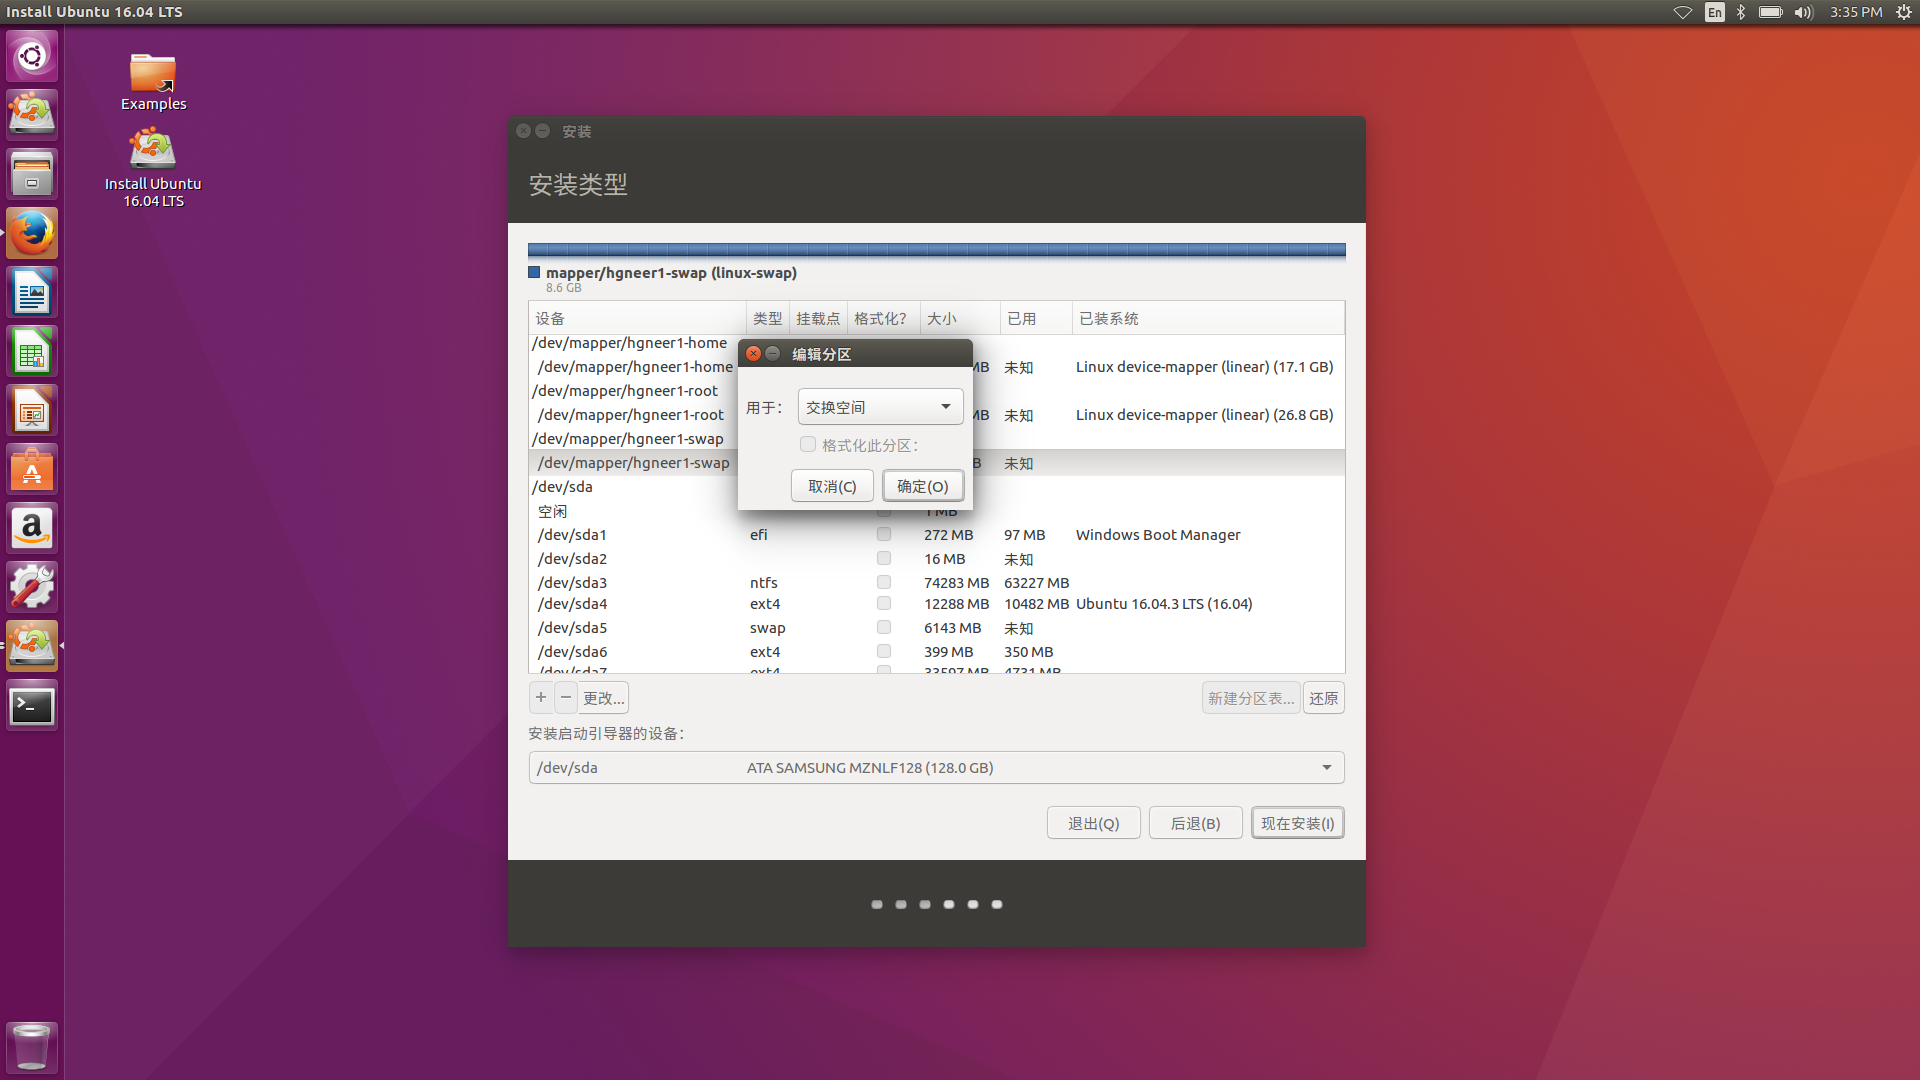 Install Ubuntu 16.04 LTS
En
3:35 PM
Examples
Install Ubuntu
16.04 LTS
安装
安装类型
mapper/hgneer1-swap (linux-swap)
8.6 GB
设备 类型 挂载点 格式化? 大小 已用 已装系统
/dev/mapper/hgneer1-home
/dev/mapper/hgneer1-home MB 未知 Linux device-mapper (linear) (17.1 GB)
/dev/mapper/hgneer1-root
/dev/mapper/hgneer1-root MB 未知 Linux device-mapper (linear) (26.8 GB)
/dev/mapper/hgneer1-swap
/dev/mapper/hgneer1-swap B 未知
/dev/sda
空闲 1 MB
/dev/sda1 efi 272 MB 97 MB Windows Boot Manager
/dev/sda2 16 MB 未知
/dev/sda3 ntfs 74283 MB 63227 MB
/dev/sda4 ext4 12288 MB 10482 MB Ubuntu 16.04.3 LTS (16.04)
/dev/sda5 swap 6143 MB 未知
/dev/sda6 ext4 399 MB 350 MB
/dev/sda7 ext4 33597 MB 4731 MB
编辑分区
用于：
交换空间
格式化此分区：
取消(C) 确定(O)
+ − 更改...
新建分区表... 还原
安装启动引导器的设备：
/dev/sda ATA SAMSUNG MZNLF128 (128.0 GB)
退出(Q) 后退(B) 现在安装(I)